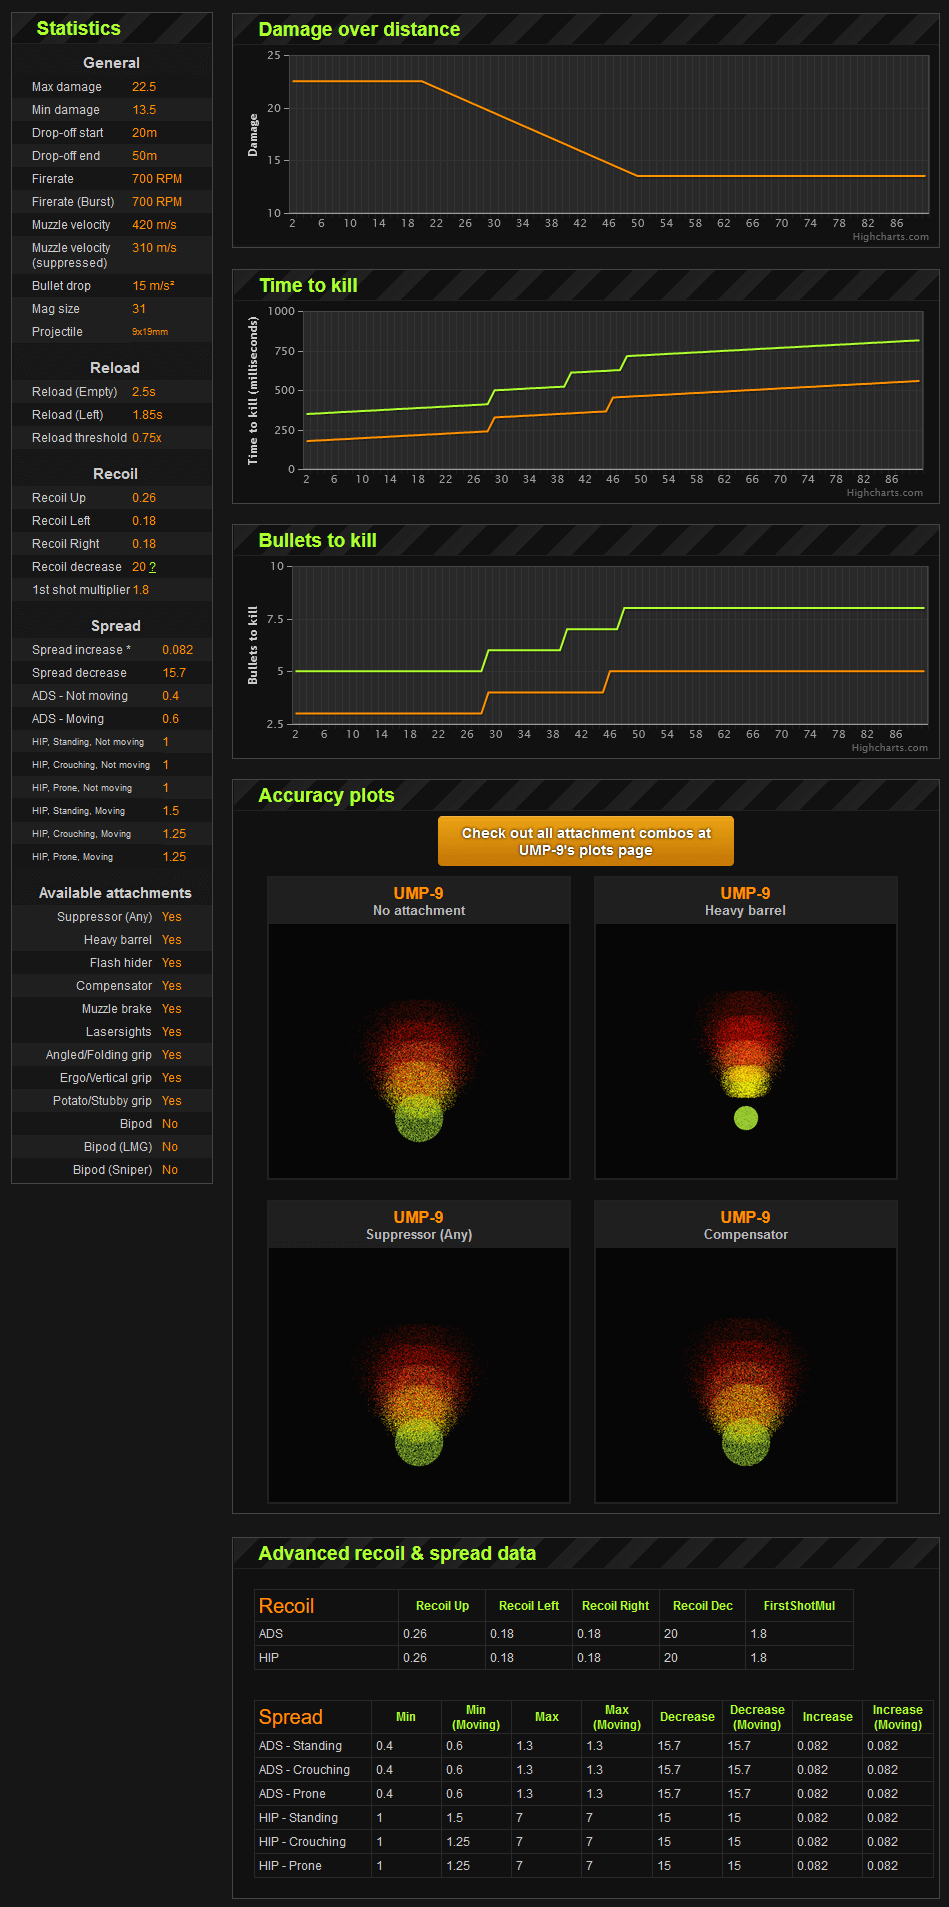 Statistics
General
Max damage 22.5
Min damage 13.5
Drop-off start 20m
Drop-off end 50m
Firerate 700 RPM
Firerate (Burst) 700 RPM
Muzzle velocity 420 m/s
Muzzle velocity 310 m/s
(suppressed)
Bullet drop 15 m/s²
Mag size 31
Projectile 9x19mm
Reload
Reload (Empty) 2.5s
Reload (Left) 1.85s
Reload threshold 0.75x
Recoil
Recoil Up 0.26
Recoil Left 0.18
Recoil Right 0.18
Recoil decrease 20 ?
1st shot multiplier 1.8
Spread
Spread increase * 0.082
Spread decrease 15.7
ADS - Not moving 0.4
ADS - Moving 0.6
HIP, Standing, Not moving 1
HIP, Crouching, Not moving 1
HIP, Prone, Not moving 1
HIP, Standing, Moving 1.5
HIP, Crouching, Moving 1.25
HIP, Prone, Moving 1.25
Available attachments
Suppressor (Any) Yes
Heavy barrel Yes
Flash hider Yes
Compensator Yes
Muzzle brake Yes
Lasersights Yes
Angled/Folding grip Yes
Ergo/Vertical grip Yes
Potato/Stubby grip Yes
Bipod No
Bipod (LMG) No
Bipod (Sniper) No
Damage over distance
Damage
25
20
15
10
2 6 10 14 18 22 26 30 34 38 42 46 50 54 58 62 66 70 74 78 82 86
Highcharts.com
Time to kill
Time to kill (milliseconds)
1000
750
500
250
0
2 6 10 14 18 22 26 30 34 38 42 46 50 54 58 62 66 70 74 78 82 86
Highcharts.com
Bullets to kill
Bullets to kill
10
7.5
5
2.5
2 6 10 14 18 22 26 30 34 38 42 46 50 54 58 62 66 70 74 78 82 86
Highcharts.com
Accuracy plots
Check out all attachment combos at
UMP-9's plots page
UMP-9
No attachment
UMP-9
Heavy barrel
UMP-9
Suppressor (Any)
UMP-9
Compensator
Advanced recoil & spread data
Recoil Recoil Up Recoil Left Recoil Right Recoil Dec FirstShotMul
ADS 0.26 0.18 0.18 20 1.8
HIP 0.26 0.18 0.18 20 1.8
Spread Min Min (Moving) Max Max (Moving) Decrease Decrease (Moving) Increase Increase (Moving)
ADS - Standing 0.4 0.6 1.3 1.3 15.7 15.7 0.082 0.082
ADS - Crouching 0.4 0.6 1.3 1.3 15.7 15.7 0.082 0.082
ADS - Prone 0.4 0.6 1.3 1.3 15.7 15.7 0.082 0.082
HIP - Standing 1 1.5 7 7 15 15 0.082 0.082
HIP - Crouching 1 1.25 7 7 15 15 0.082 0.082
HIP - Prone 1 1.25 7 7 15 15 0.082 0.082